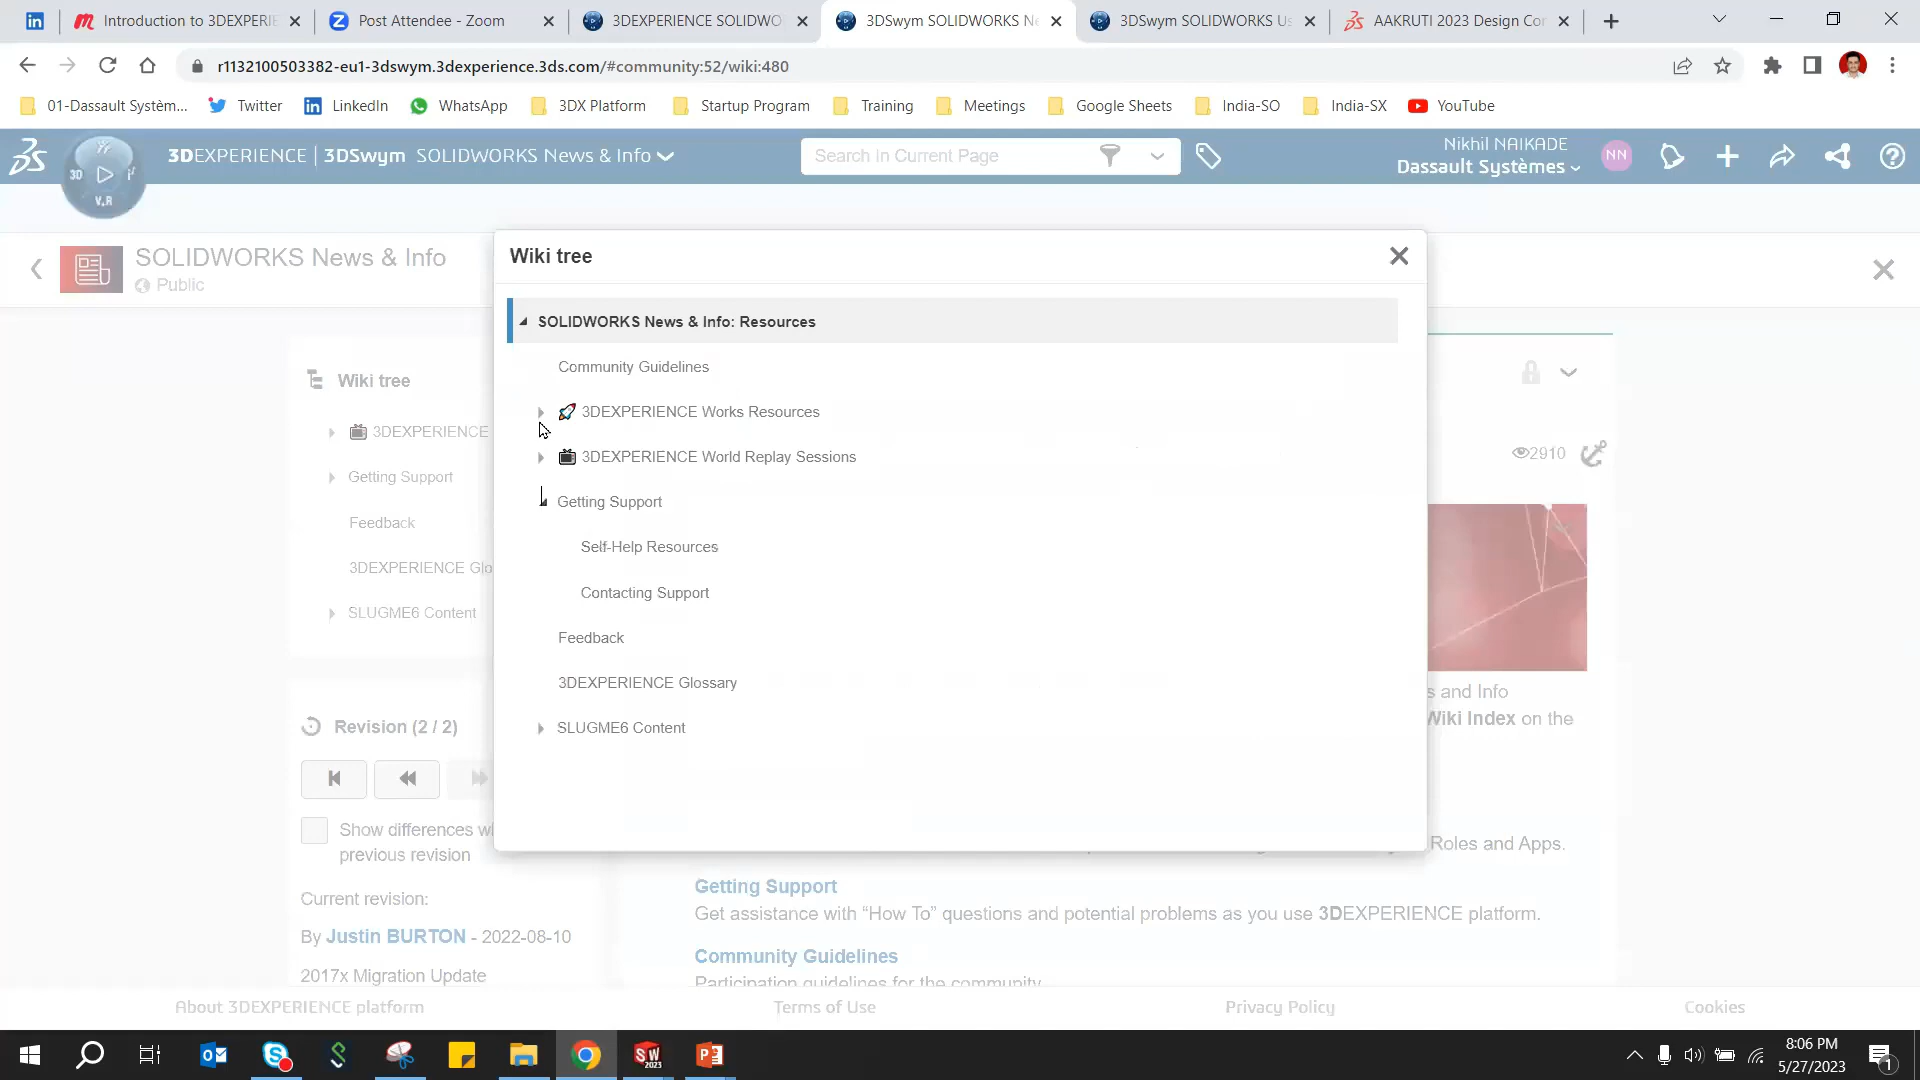 Introduction to 3DEXPERIE
Post Attendee - Zoom
3DEXPERIENCE SOLIDWO
3DSwym SOLIDWORKS Ne
3DSwym SOLIDWORKS Us
AAKRUTI 2023 Design Con
r1132100503382-eu1-3dswym.3dexperience.3ds.com/#community:52/wiki:480
01-Dassault Systèm...
Twitter
LinkedIn
WhatsApp
3DX Platform
Startup Program
Training
Meetings
Google Sheets
India-SO
India-SX
YouTube
3D
V.R
3DEXPERIENCE | 3DSwym SOLIDWORKS News & Info
Search In Current Page
Nikhil NAIKADE
Dassault Systèmes
NN
SOLIDWORKS News & Info
Public
Wiki tree
3DEXPERIENCE
Getting Support
Feedback
3DEXPERIENCE Glo
SLUGME6 Content
Revision (2 / 2)
Show differences wi
previous revision
Current revision:
By Justin BURTON - 2022-08-10
2017x Migration Update
Wiki tree
SOLIDWORKS News & Info: Resources
Community Guidelines
3DEXPERIENCE Works Resources
3DEXPERIENCE World Replay Sessions
Getting Support
Self-Help Resources
Contacting Support
Feedback
3DEXPERIENCE Glossary
SLUGME6 Content
2910
s and Info
Wiki Index on the
Roles and Apps.
Getting Support
Get assistance with “How To” questions and potential problems as you use 3DEXPERIENCE platform.
Community Guidelines
Participation guidelines for the community
About 3DEXPERIENCE platform
Terms of Use
Privacy Policy
Cookies
8:06 PM
5/27/2023
1